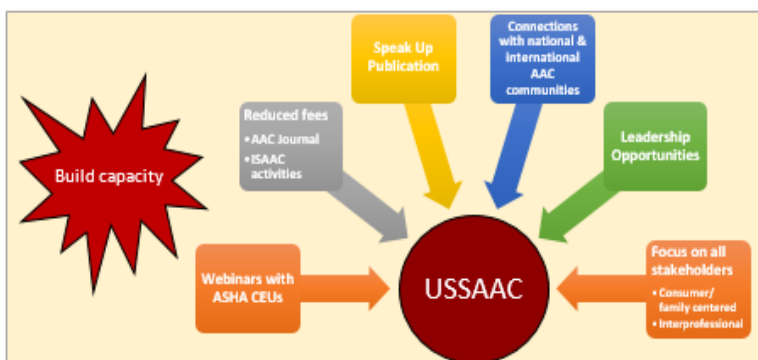 Build capacity
Webinars with
ASHA CEUs
Reduced fees
• AAC Journal
• ISAAC
activities
Speak Up
Publication
Connections
with national &
international
AAC
communities
Leadership
Opportunities
Focus on all
stakeholders
• Consumer/
family centered
• Interprofessional
USSAAC